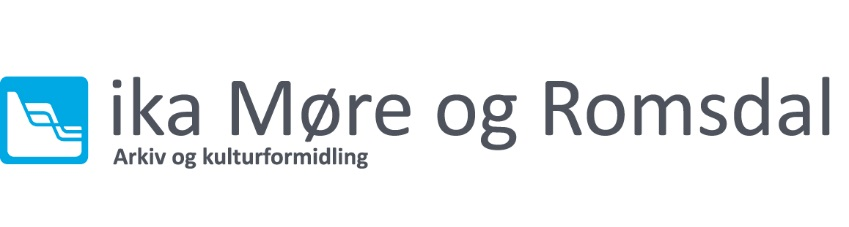 ika Møre og Romsdal
Arkiv og kulturformidling